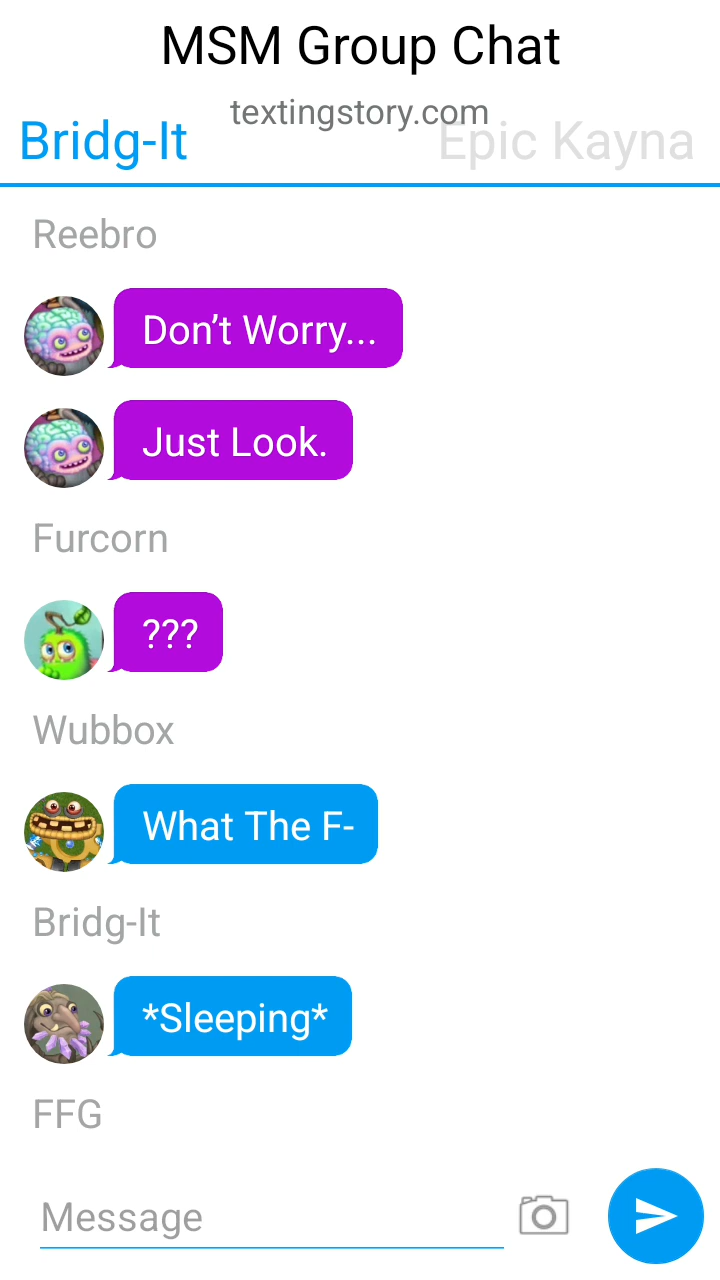 MSM Group Chat
textingstory.com
Bridg-It
Epic Kayna
Reebro
Don’t Worry...
Just Look.
Furcorn
???
Wubbox
What The F-
Bridg-It
*Sleeping*
FFG
Message